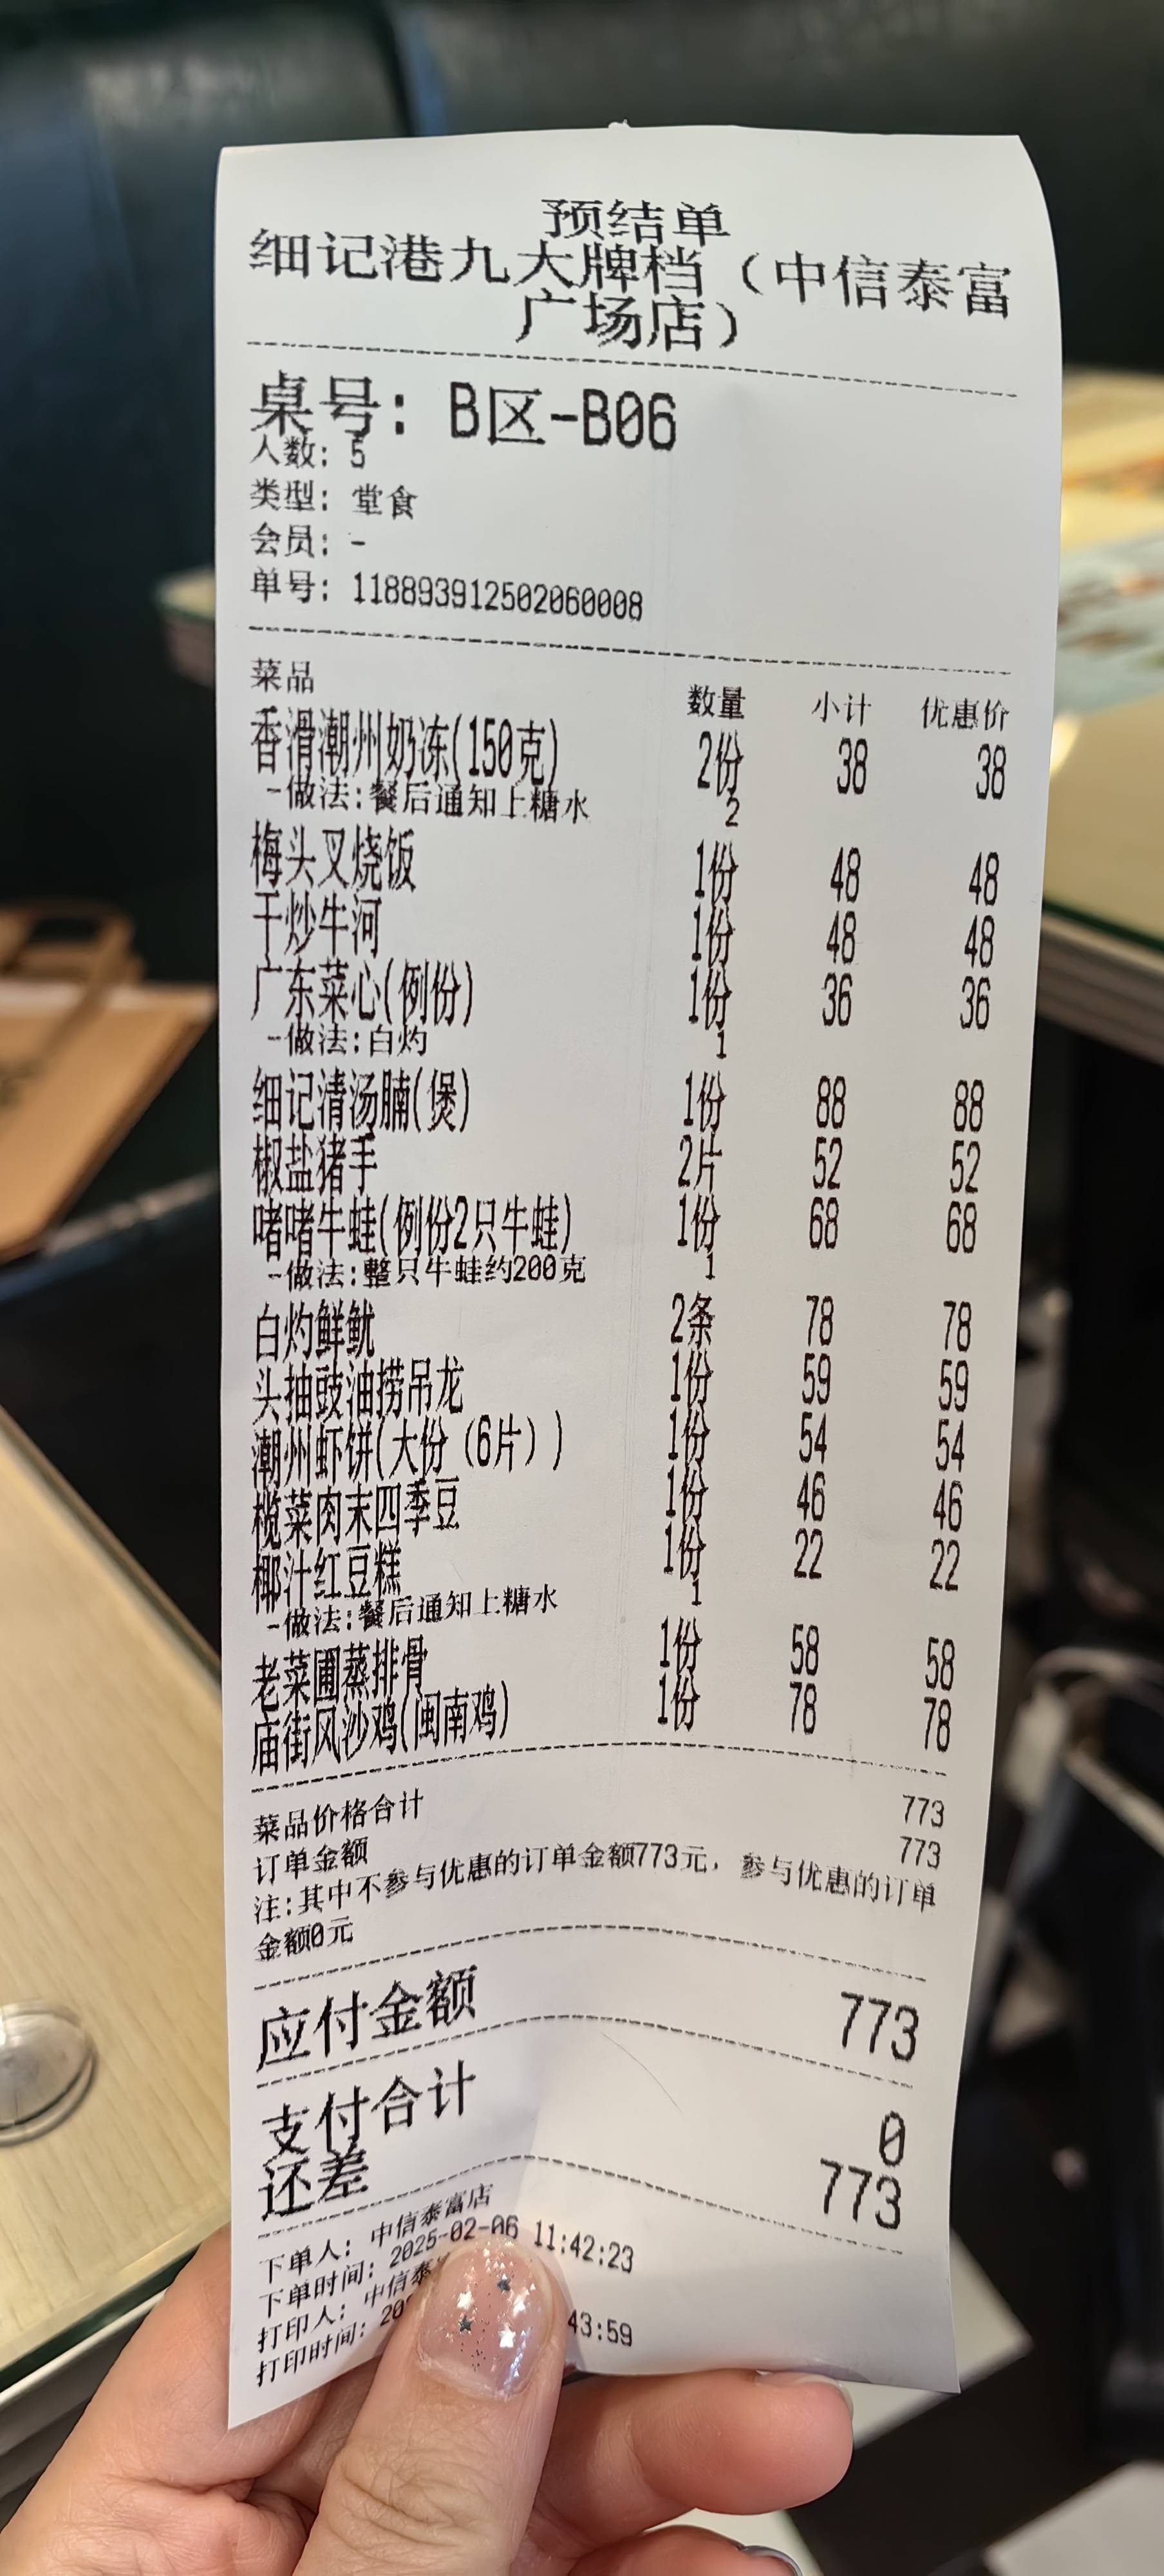 预结单
细记港九大牌档（中信泰富
广场店）
桌号: B区-B06
人数: 5
类型: 堂食
会员: -
单号: 118893912502060008
菜品 数量 小计 优惠价
香滑潮州奶冻(150克) 2份 38 38
-做法:餐后通知上糖水 2
梅头叉烧饭 1份 48 48
干炒牛河 1份 48 48
广东菜心(例份) 1份 36 36
-做法:白灼 1
细记清汤腩(煲) 1份 88 88
椒盐猪手 2片 52 52
啫啫牛蛙(例份2只牛蛙) 1份 68 68
-做法:整只牛蛙约200克 1
白灼鲜鱿 2条 78 78
头抽豉油捞吊龙 1份 59 59
潮州虾饼(大份（6片）) 1份 54 54
榄菜肉末四季豆 1份 46 46
椰汁红豆糕 1份 22 22
-做法:餐后通知上糖水 1
老菜圃蒸排骨 1份 58 58
庙街风沙鸡(闽南鸡) 1份 78 78
菜品价格合计 773
订单金额 773
注:其中不参与优惠的订单金额773元，参与优惠的订单
金额0元
应付金额 773
支付合计 0
还差 773
下单人: 中信泰富店
下单时间: 2025-02-06 11:42:23
打印人: 中信泰
打印时间: 20 43:59